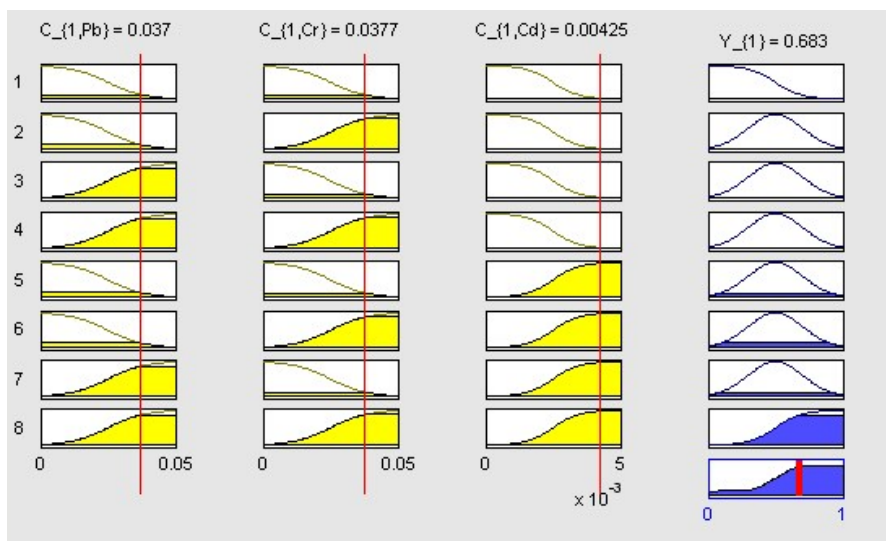 C_{1,Pb} = 0.037
C_{1,Cr} = 0.0377
C_{1,Cd} = 0.00425
Y_{1} = 0.683
1
2
3
4
5
6
7
8
0 0.05
0 0.05
0 5
x 10^-3
0 1